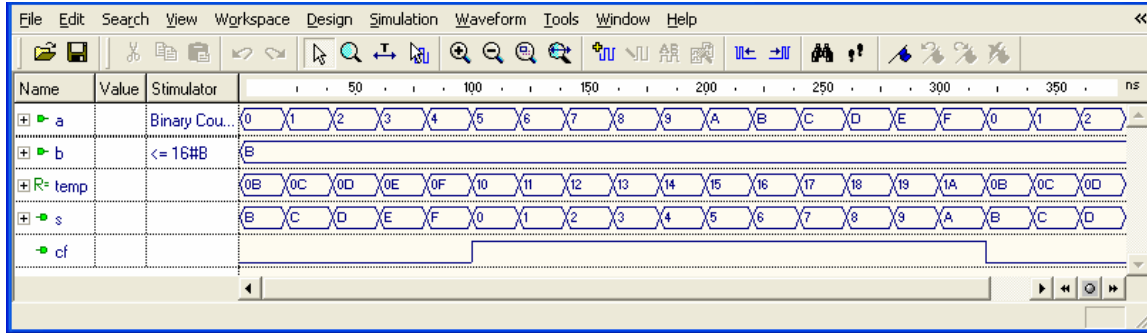 File Edit Search View Workspace Design Simulation Waveform Tools Window Help
Name Value Stimulator 50 100 150 200 250 300 350 ns
a Binary Cou... 0 1 2 3 4 5 6 7 8 9 A B C D E F 0 1 2
b <= 16#B B
temp 0B 0C 0D 0E 0F 10 11 12 13 14 15 16 17 18 19 1A 0B 0C 0D
s B C D E F 0 1 2 3 4 5 6 7 8 9 A B C D
cf